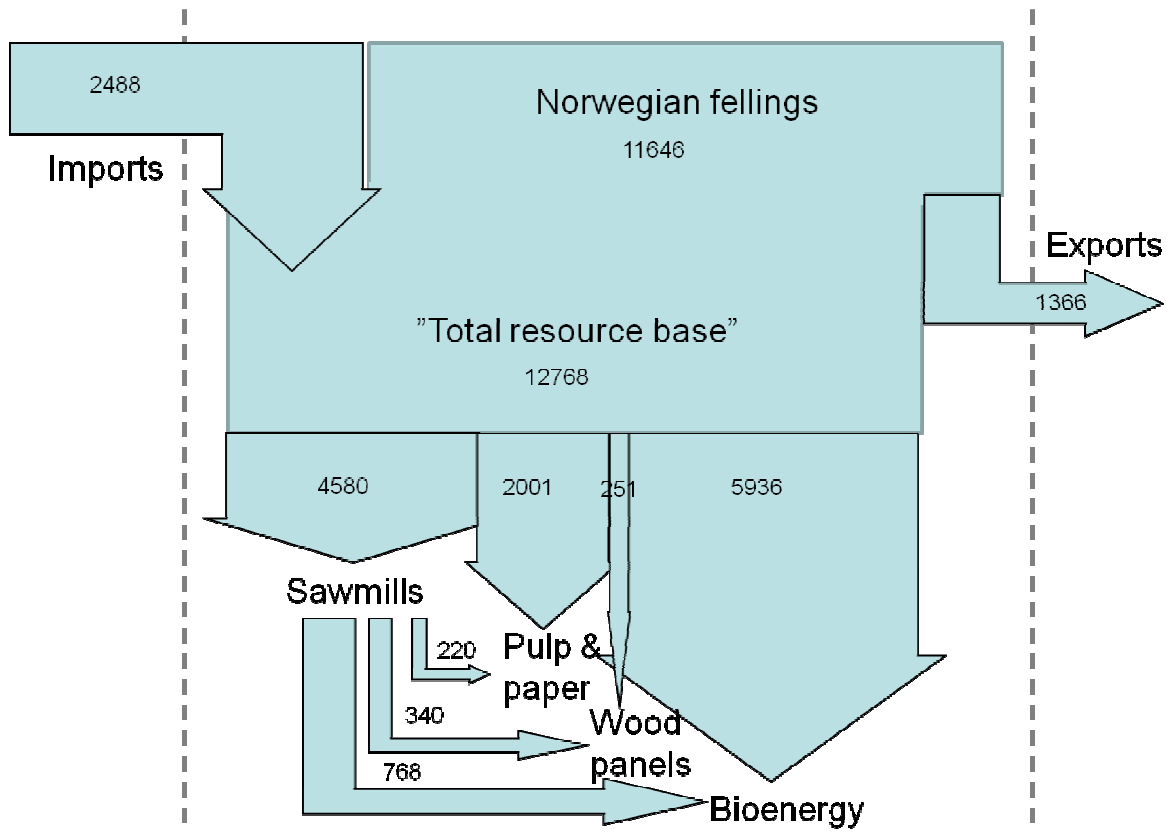 2488
Norwegian fellings
11646
Imports
Exports
1366
”Total resource base”
12768
4580
2001
251
5936
Sawmills
220
Pulp &
paper
340
Wood
panels
768
Bioenergy